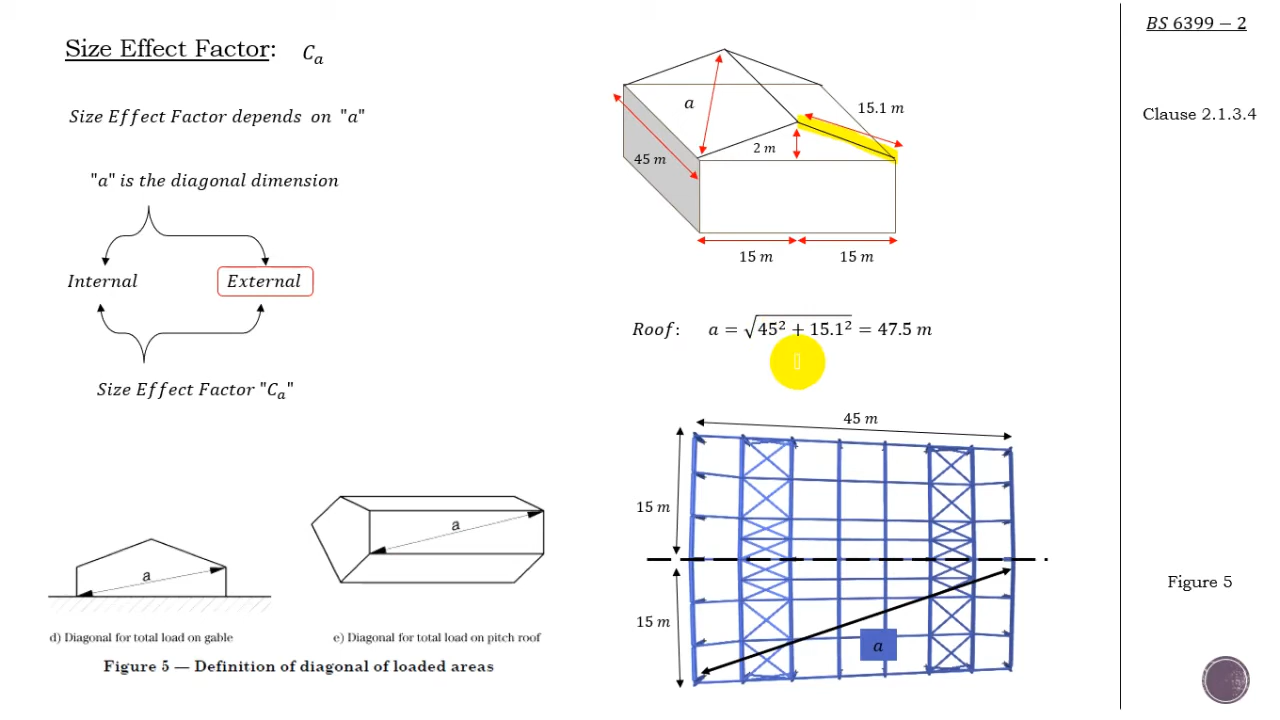 Size Effect Factor: Cₐ
Size Effect Factor depends on "a"
"a" is the diagonal dimension
Internal
External
Size Effect Factor "Cₐ"
a
a
d) Diagonal for total load on gable
e) Diagonal for total load on pitch roof
Figure 5 — Definition of diagonal of loaded areas
a
15.1 m
2 m
45 m
15 m
15 m
Roof: a = √45² + 15.1² = 47.5 m
45 m
15 m
15 m
a
BS 6399 − 2
Clause 2.1.3.4
Figure 5